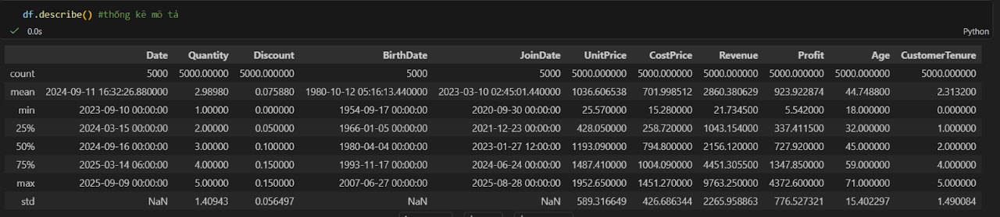 df.describe() #thống kê mô tả
0.0s
Python
Date Quantity Discount BirthDate JoinDate UnitPrice CostPrice Revenue Profit Age CustomerTenure
count 5000 5000.00000 5000.000000 5000 5000 5000.000000 5000.000000 5000.000000 5000.000000 5000.000000 5000.000000
mean 2024-09-11 16:32:26.880000 2.98980 0.075880 1980-10-12 05:16:13.440000 2023-03-10 02:45:01.440000 1036.606538 701.998512 2860.380629 923.922874 44.748800 2.313200
min 2023-09-10 00:00:00 1.00000 0.000000 1954-09-17 00:00:00 2020-09-30 00:00:00 25.570000 15.280000 21.734500 5.542000 18.000000 0.000000
25% 2024-03-15 00:00:00 2.00000 0.050000 1966-01-05 00:00:00 2021-12-23 00:00:00 428.050000 258.720000 1043.154000 337.411500 32.000000 1.000000
50% 2024-09-16 00:00:00 3.00000 0.100000 1980-04-04 00:00:00 2023-01-27 12:00:00 1193.090000 794.800000 2156.120000 727.920000 45.000000 2.000000
75% 2025-03-14 06:00:00 4.00000 0.150000 1993-11-17 00:00:00 2024-06-24 00:00:00 1487.410000 1004.090000 4451.305500 1347.850000 59.000000 4.000000
max 2025-09-09 00:00:00 5.00000 0.150000 2007-06-27 00:00:00 2025-08-28 00:00:00 1952.650000 1451.270000 9763.250000 4372.600000 71.000000 5.000000
std NaN 1.40943 0.056497 NaN NaN 589.316649 426.686344 2265.958863 776.527321 15.402297 1.490084